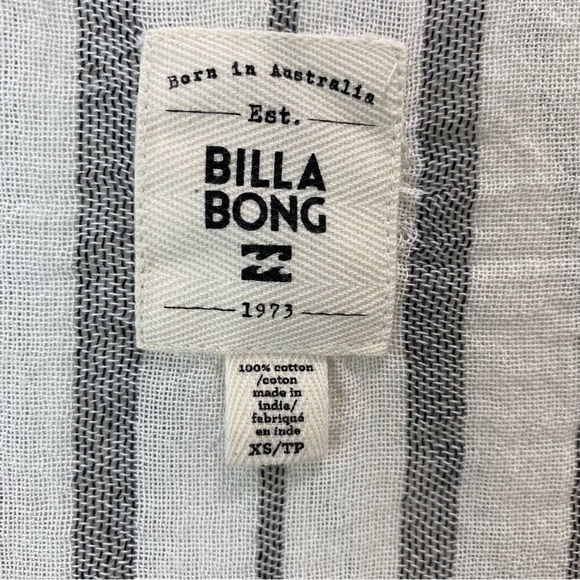 Born in Australia
Est.
BILLA
BONG
1973
100% cotton
/coton
made in
india/
fabriqué
en inde
XS/TP